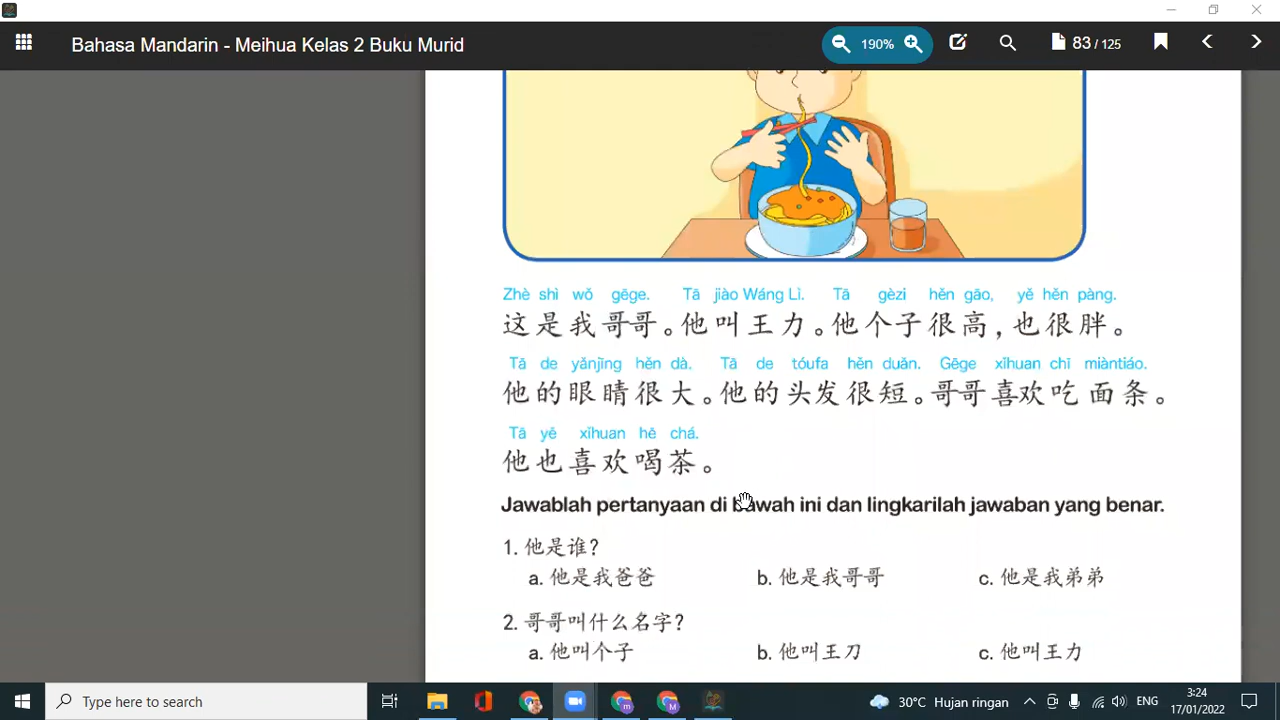 Bahasa Mandarin - Meihua Kelas 2 Buku Murid
190%
83 / 125
Zhè shì wǒ gēge. Tā jiào Wáng Lì. Tā gèzi hěn gāo, yě hěn pàng.
这是我哥哥。他叫王力。他个子很高,也很胖。
Tā de yǎnjīng hěn dà. Tā de tóufa hěn duǎn. Gēge xǐhuan chī miàntiáo.
他的眼睛很大。他的头发很短。哥哥喜欢吃面条。
Tā yě xǐhuan hē chá.
他也喜欢喝茶。
Jawablah pertanyaan di bawah ini dan lingkarilah jawaban yang benar.
1. 他是谁?
a. 他是我爸爸 b. 他是我哥哥 c. 他是我弟弟
2. 哥哥叫什么名字?
a. 他叫个子 b. 他叫王刀 c. 他叫王力
Type here to search
30°C Hujan ringan
ENG
3:24
17/01/2022